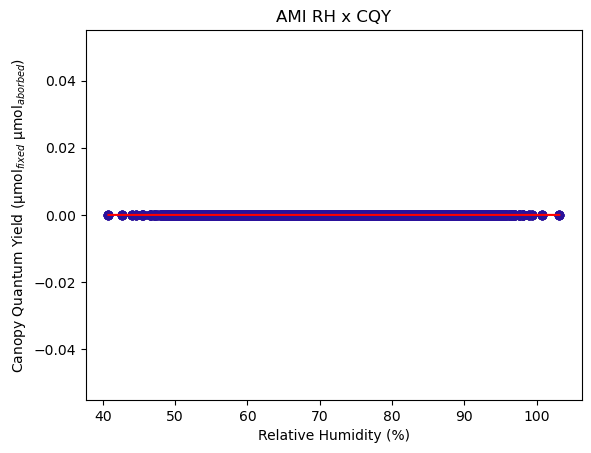 AMI RH x CQY
Canopy Quantum Yield (μmol_fixed μmol_aborbed)
0.04
0.02
0.00
−0.02
−0.04
40 50 60 70 80 90 100
Relative Humidity (%)